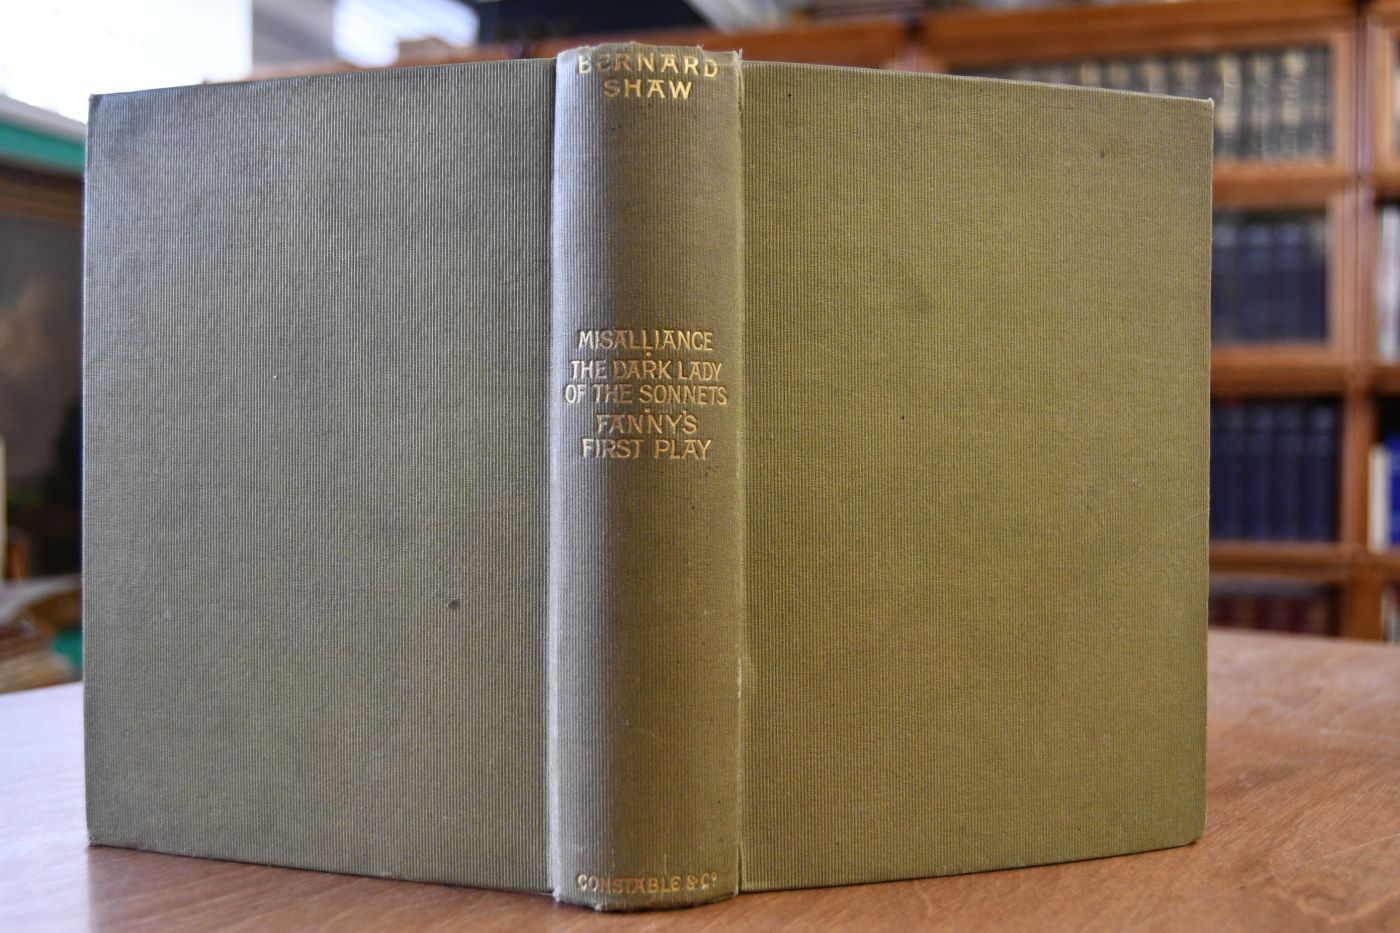 BERNARD
SHAW
MISALLIANCE
·
THE DARK LADY
OF THE SONNETS
·
FANNY'S
FIRST PLAY
CONSTABLE & Cº